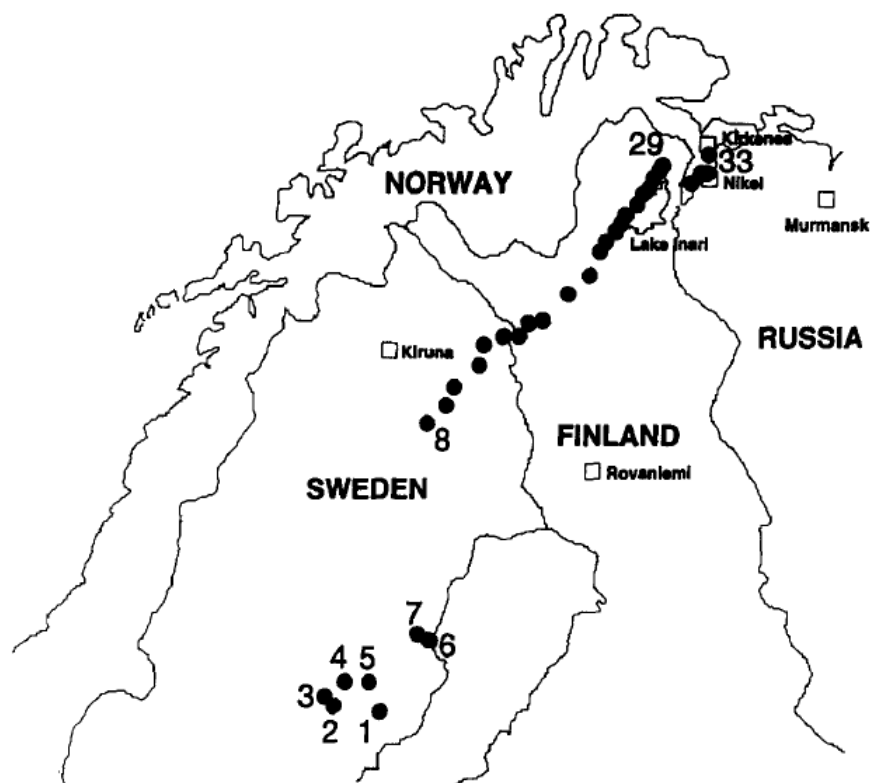 Kirkenes
29
33
NORWAY
Nikel
Murmansk
Lake Inari
RUSSIA
Kiruna
8
FINLAND
Rovaniemi
SWEDEN
7
6
4 5
3
2 1